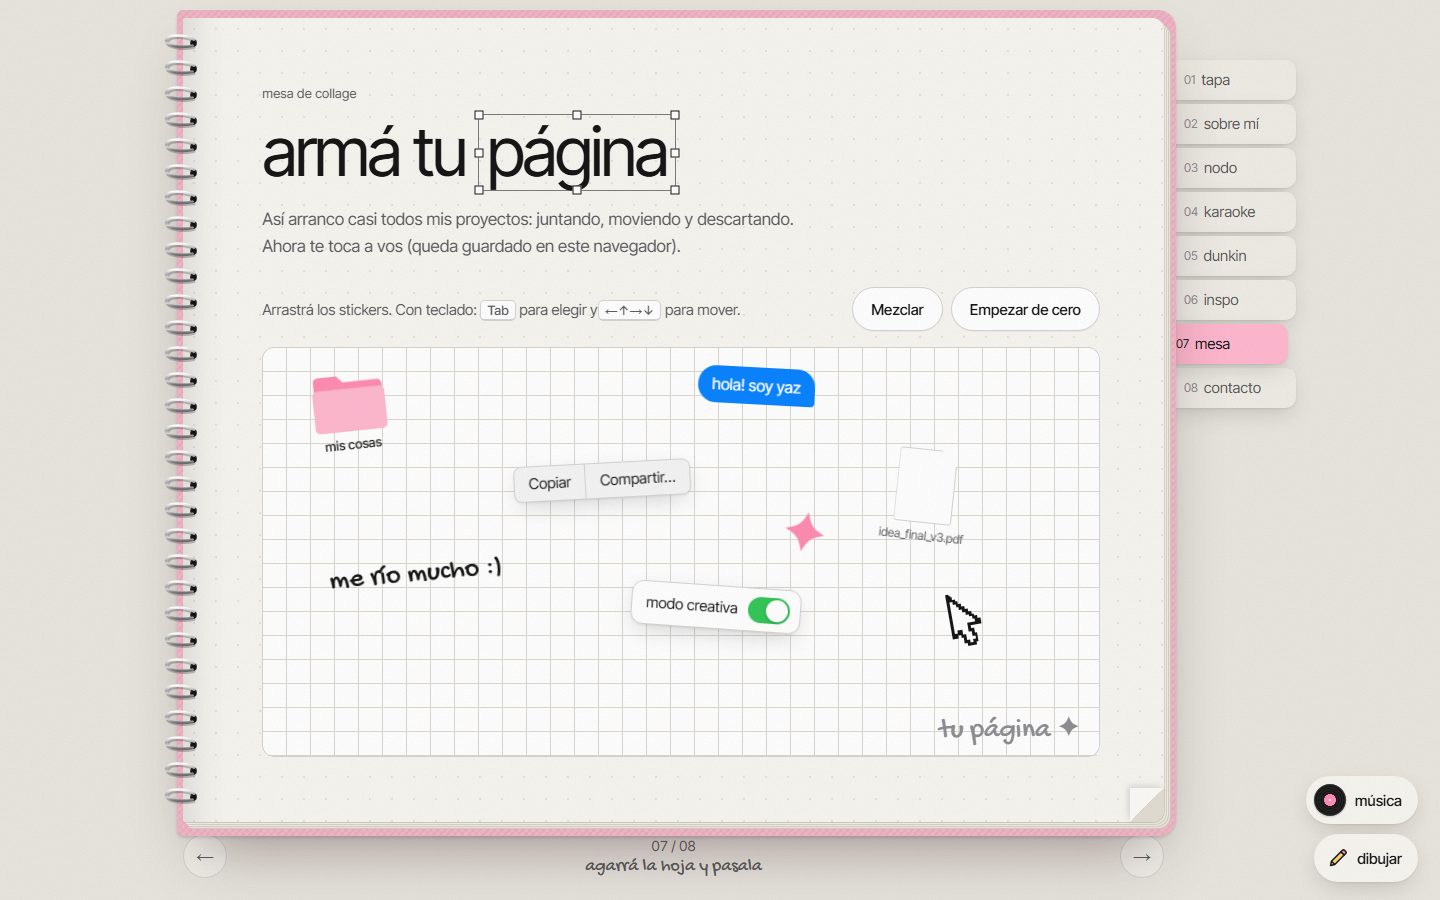 mesa de collage
armá tu página
Así arranco casi todos mis proyectos: juntando, moviendo y descartando.
Ahora te toca a vos (queda guardado en este navegador).
Arrastrá los stickers. Con teclado: Tab para elegir y ←↑→↓ para mover.
Mezclar
Empezar de cero
mis cosas
hola! soy yaz
Copiar
Compartir...
idea_final_v3.pdf
me río mucho :)
modo creativa
tu página ✦
01 tapa
02 sobre mí
03 nodo
04 karaoke
05 dunkin
06 inspo
07 mesa
08 contacto
←
07 / 08
agarrá la hoja y pasala
→
música
dibujar